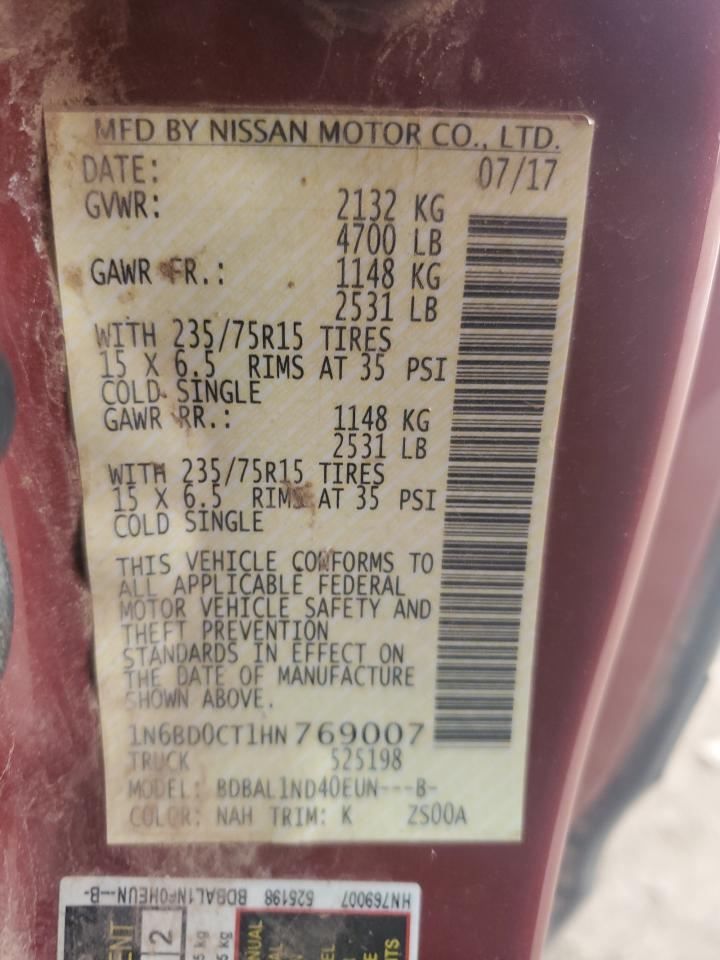 MFD BY NISSAN MOTOR CO., LTD.
DATE: 07/17
GVWR: 2132 KG
4700 LB
GAWR FR.: 1148 KG
2531 LB
WITH 235/75R15 TIRES
15 X 6.5 RIMS AT 35 PSI
COLD SINGLE
GAWR RR.: 1148 KG
2531 LB
WITH 235/75R15 TIRES
15 X 6.5 RIMS AT 35 PSI
COLD SINGLE
THIS VEHICLE CONFORMS TO
ALL APPLICABLE FEDERAL
MOTOR VEHICLE SAFETY AND
THEFT PREVENTION
STANDARDS IN EFFECT ON
THE DATE OF MANUFACTURE
SHOWN ABOVE.
1N6BD0CT1HN769007
TRUCK 525198
MODEL: BDBAL1ND40EUN---B-
COLOR: NAH TRIM: K ZS00A
HN769007 525198 BDBAL1NF0HEUN--B-
2